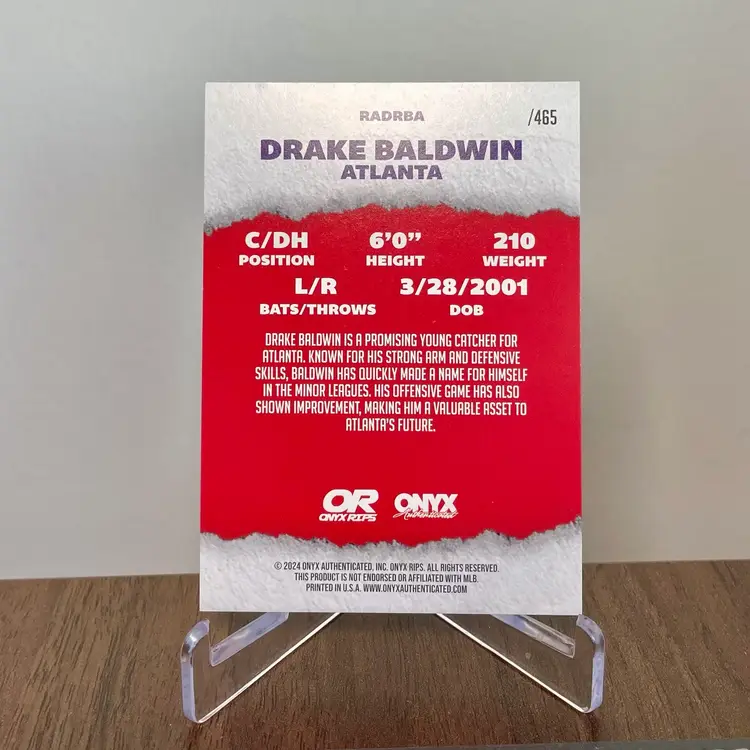 RADRBA
/465
DRAKE BALDWIN
ATLANTA
C/DH 6'0" 210
POSITION HEIGHT WEIGHT
L/R 3/28/2001
BATS/THROWS DOB
DRAKE BALDWIN IS A PROMISING YOUNG CATCHER FOR
ATLANTA. KNOWN FOR HIS STRONG ARM AND DEFENSIVE
SKILLS, BALDWIN HAS QUICKLY MADE A NAME FOR HIMSELF
IN THE MINOR LEAGUES. HIS OFFENSIVE GAME HAS ALSO
SHOWN IMPROVEMENT, MAKING HIM A VALUABLE ASSET TO
ATLANTA'S FUTURE.
OR ONYX
ONYX RIPS Authenticated
© 2024 ONYX AUTHENTICATED, INC. ONYX RIPS. ALL RIGHTS RESERVED.
THIS PRODUCT IS NOT ENDORSED OR AFFILIATED WITH MLB.
PRINTED IN U.S.A. WWW.ONYXAUTHENTICATED.COM